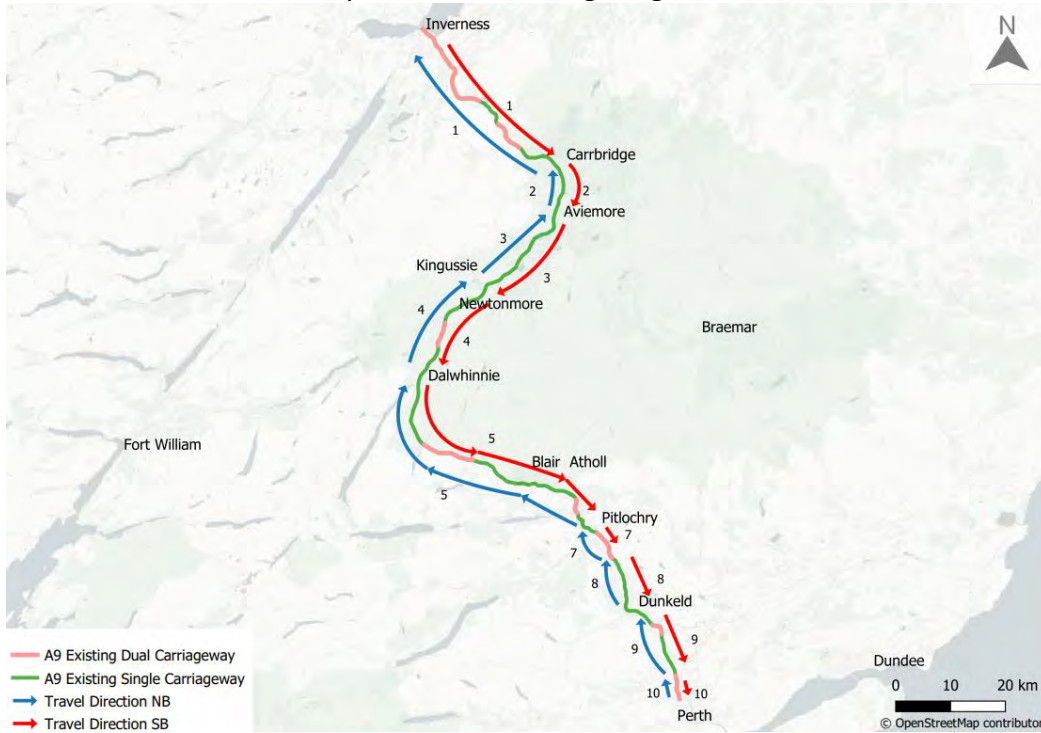 Inverness
N
1
1
Carrbridge
2
2
Aviemore
3
Kingussie
3
4
Newtonmore
Braemar
4
Dalwhinnie
Fort William
5
Blair Atholl
5
Pitlochry
7
7
8
8
Dunkeld
9
9
A9 Existing Dual Carriageway
Dundee
A9 Existing Single Carriageway
0 10 20 km
10
10
Travel Direction NB
Perth
Travel Direction SB
© OpenStreetMap contributor